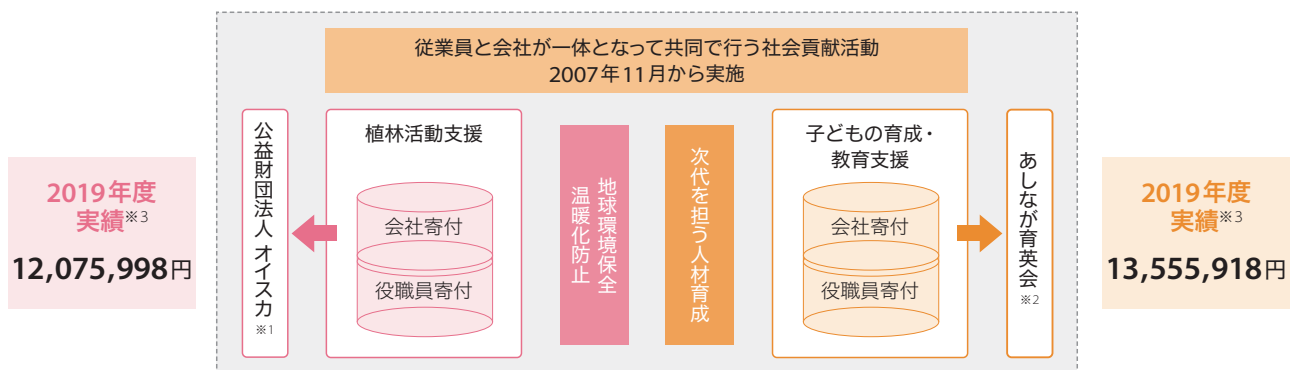 従業員と会社が一体となって共同で行う社会貢献活動
2007年11月から実施
2019年度
実績※3
12,075,998円
公益財団法人 オイスカ※1
植林活動支援
会社寄付
役職員寄付
地球環境保全
温暖化防止
次代を担う人材育成
子どもの育成・
教育支援
会社寄付
役職員寄付
あしなが育英会※2
2019年度
実績※3
13,555,918円